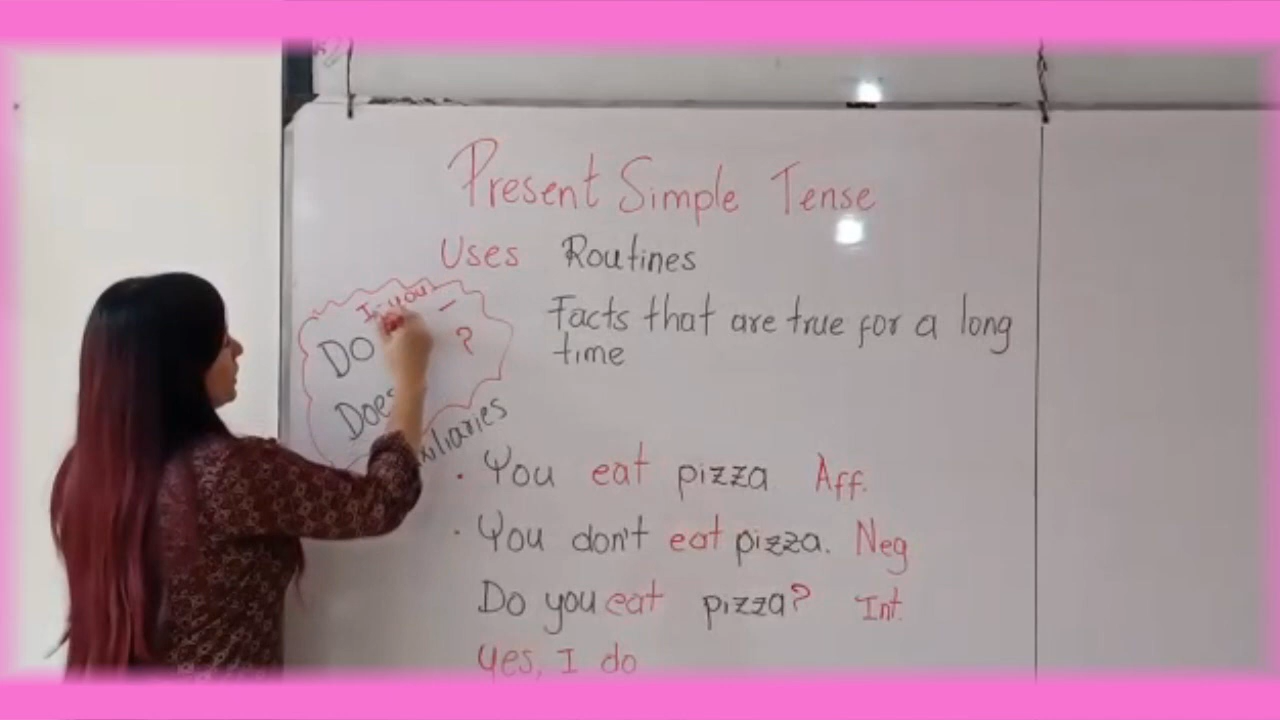 Present Simple Tense
Uses Routines
Facts that are true for a long
time
I-you
-
DO
?
Does
You eat pizza Aff.
You don't eat pizza. Neg
Do you eat pizza? Int.
Yes, I do